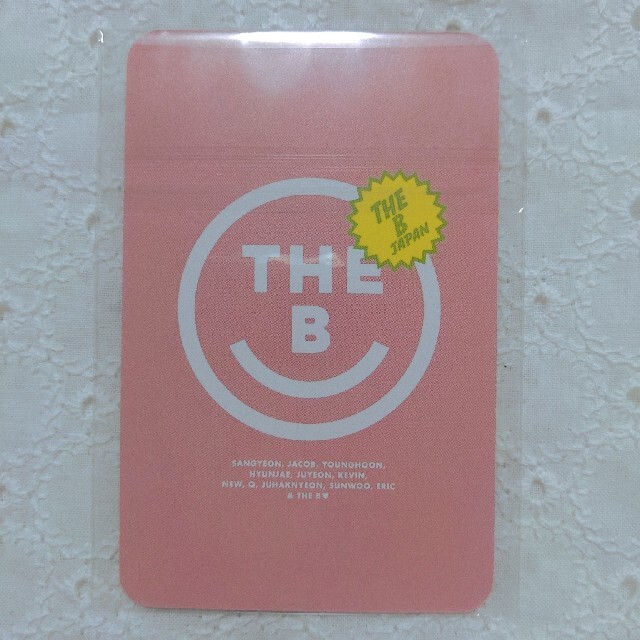 THE
B
THE
B
JAPAN
SANGYEON, JACOB, YOUNGHOON,
HYUNJAE, JUYEON, KEVIN,
NEW, Q, JUHAKNYEON, SUNWOO, ERIC
& THE B♥